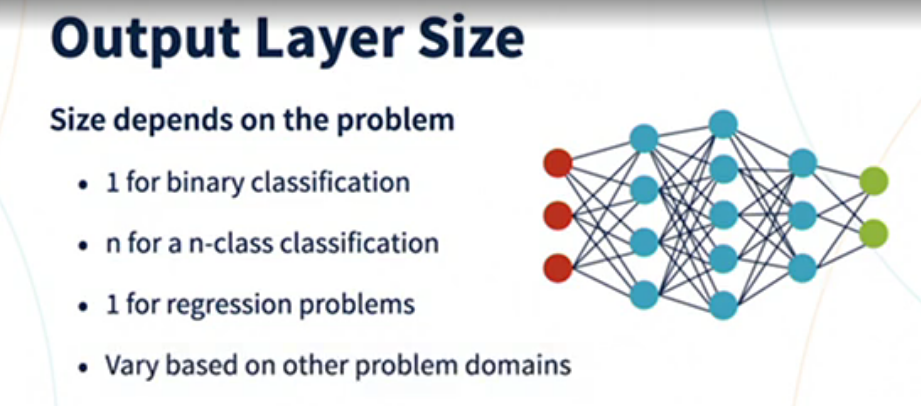 Output Layer Size
Size depends on the problem
• 1 for binary classification
• n for a n-class classification
• 1 for regression problems
• Vary based on other problem domains